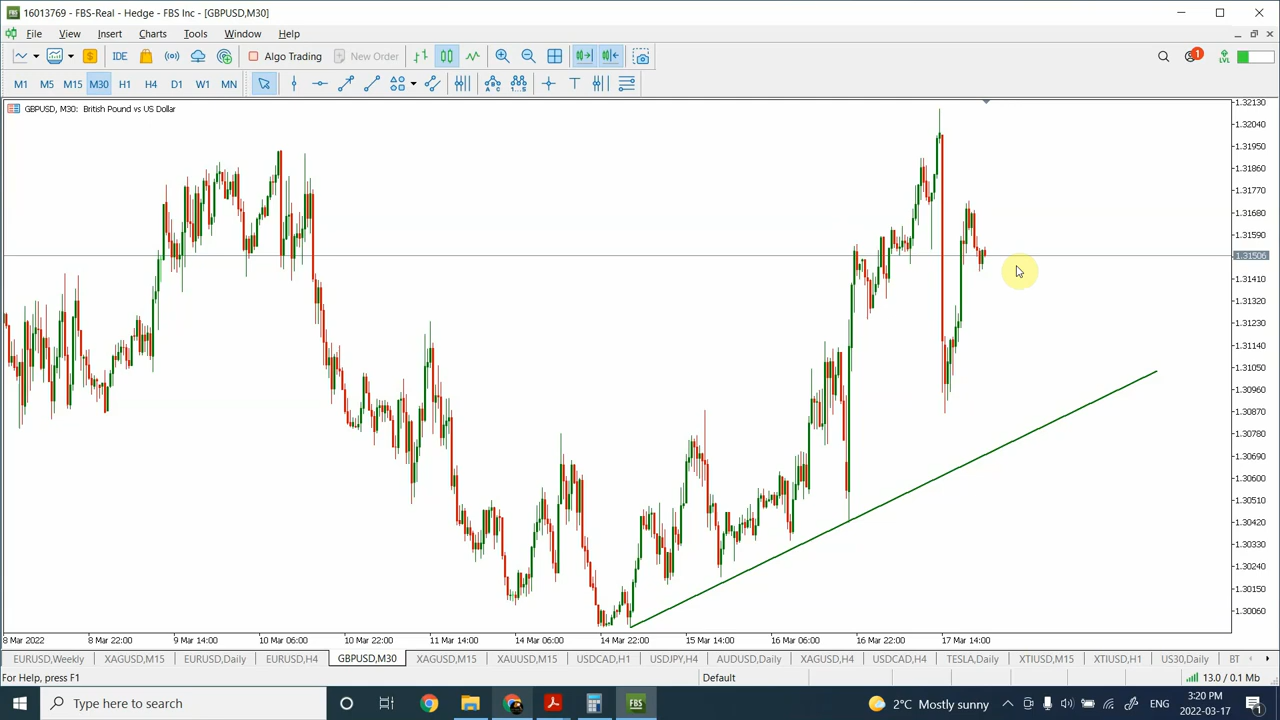 16013769 - FBS-Real - Hedge - FBS Inc - [GBPUSD,M30]
File View Insert Charts Tools Window Help
IDE Algo Trading New Order 1 LVL
M1 M5 M15 M30 H1 H4 D1 W1 MN
GBPUSD, M30: British Pound vs US Dollar
1.32130
1.32040
1.31950
1.31860
1.31770
1.31680
1.31590
1.31506
1.31410
1.31320
1.31230
1.31140
1.31050
1.30960
1.30870
1.30780
1.30690
1.30600
1.30510
1.30420
1.30330
1.30240
1.30150
1.30060
8 Mar 2022 8 Mar 22:00 9 Mar 14:00 10 Mar 06:00 10 Mar 22:00 11 Mar 14:00 14 Mar 06:00 14 Mar 22:00 15 Mar 14:00 16 Mar 06:00 16 Mar 22:00 17 Mar 14:00
EURUSD,Weekly XAGUSD,M15 EURUSD,Daily EURUSD,H4 GBPUSD,M30 XAGUSD,M15 XAUUSD,M15 USDCAD,H1 USDJPY,H4 AUDUSD,Daily XAGUSD,H4 USDCAD,H4 TESLA,Daily XTIUSD,M15 XTIUSD,H1 US30,Daily BT
For Help, press F1 Default 13.0 / 0.1 Mb
Type here to search FBS 2°C Mostly sunny ENG 3:20 PM
2022-03-17 1